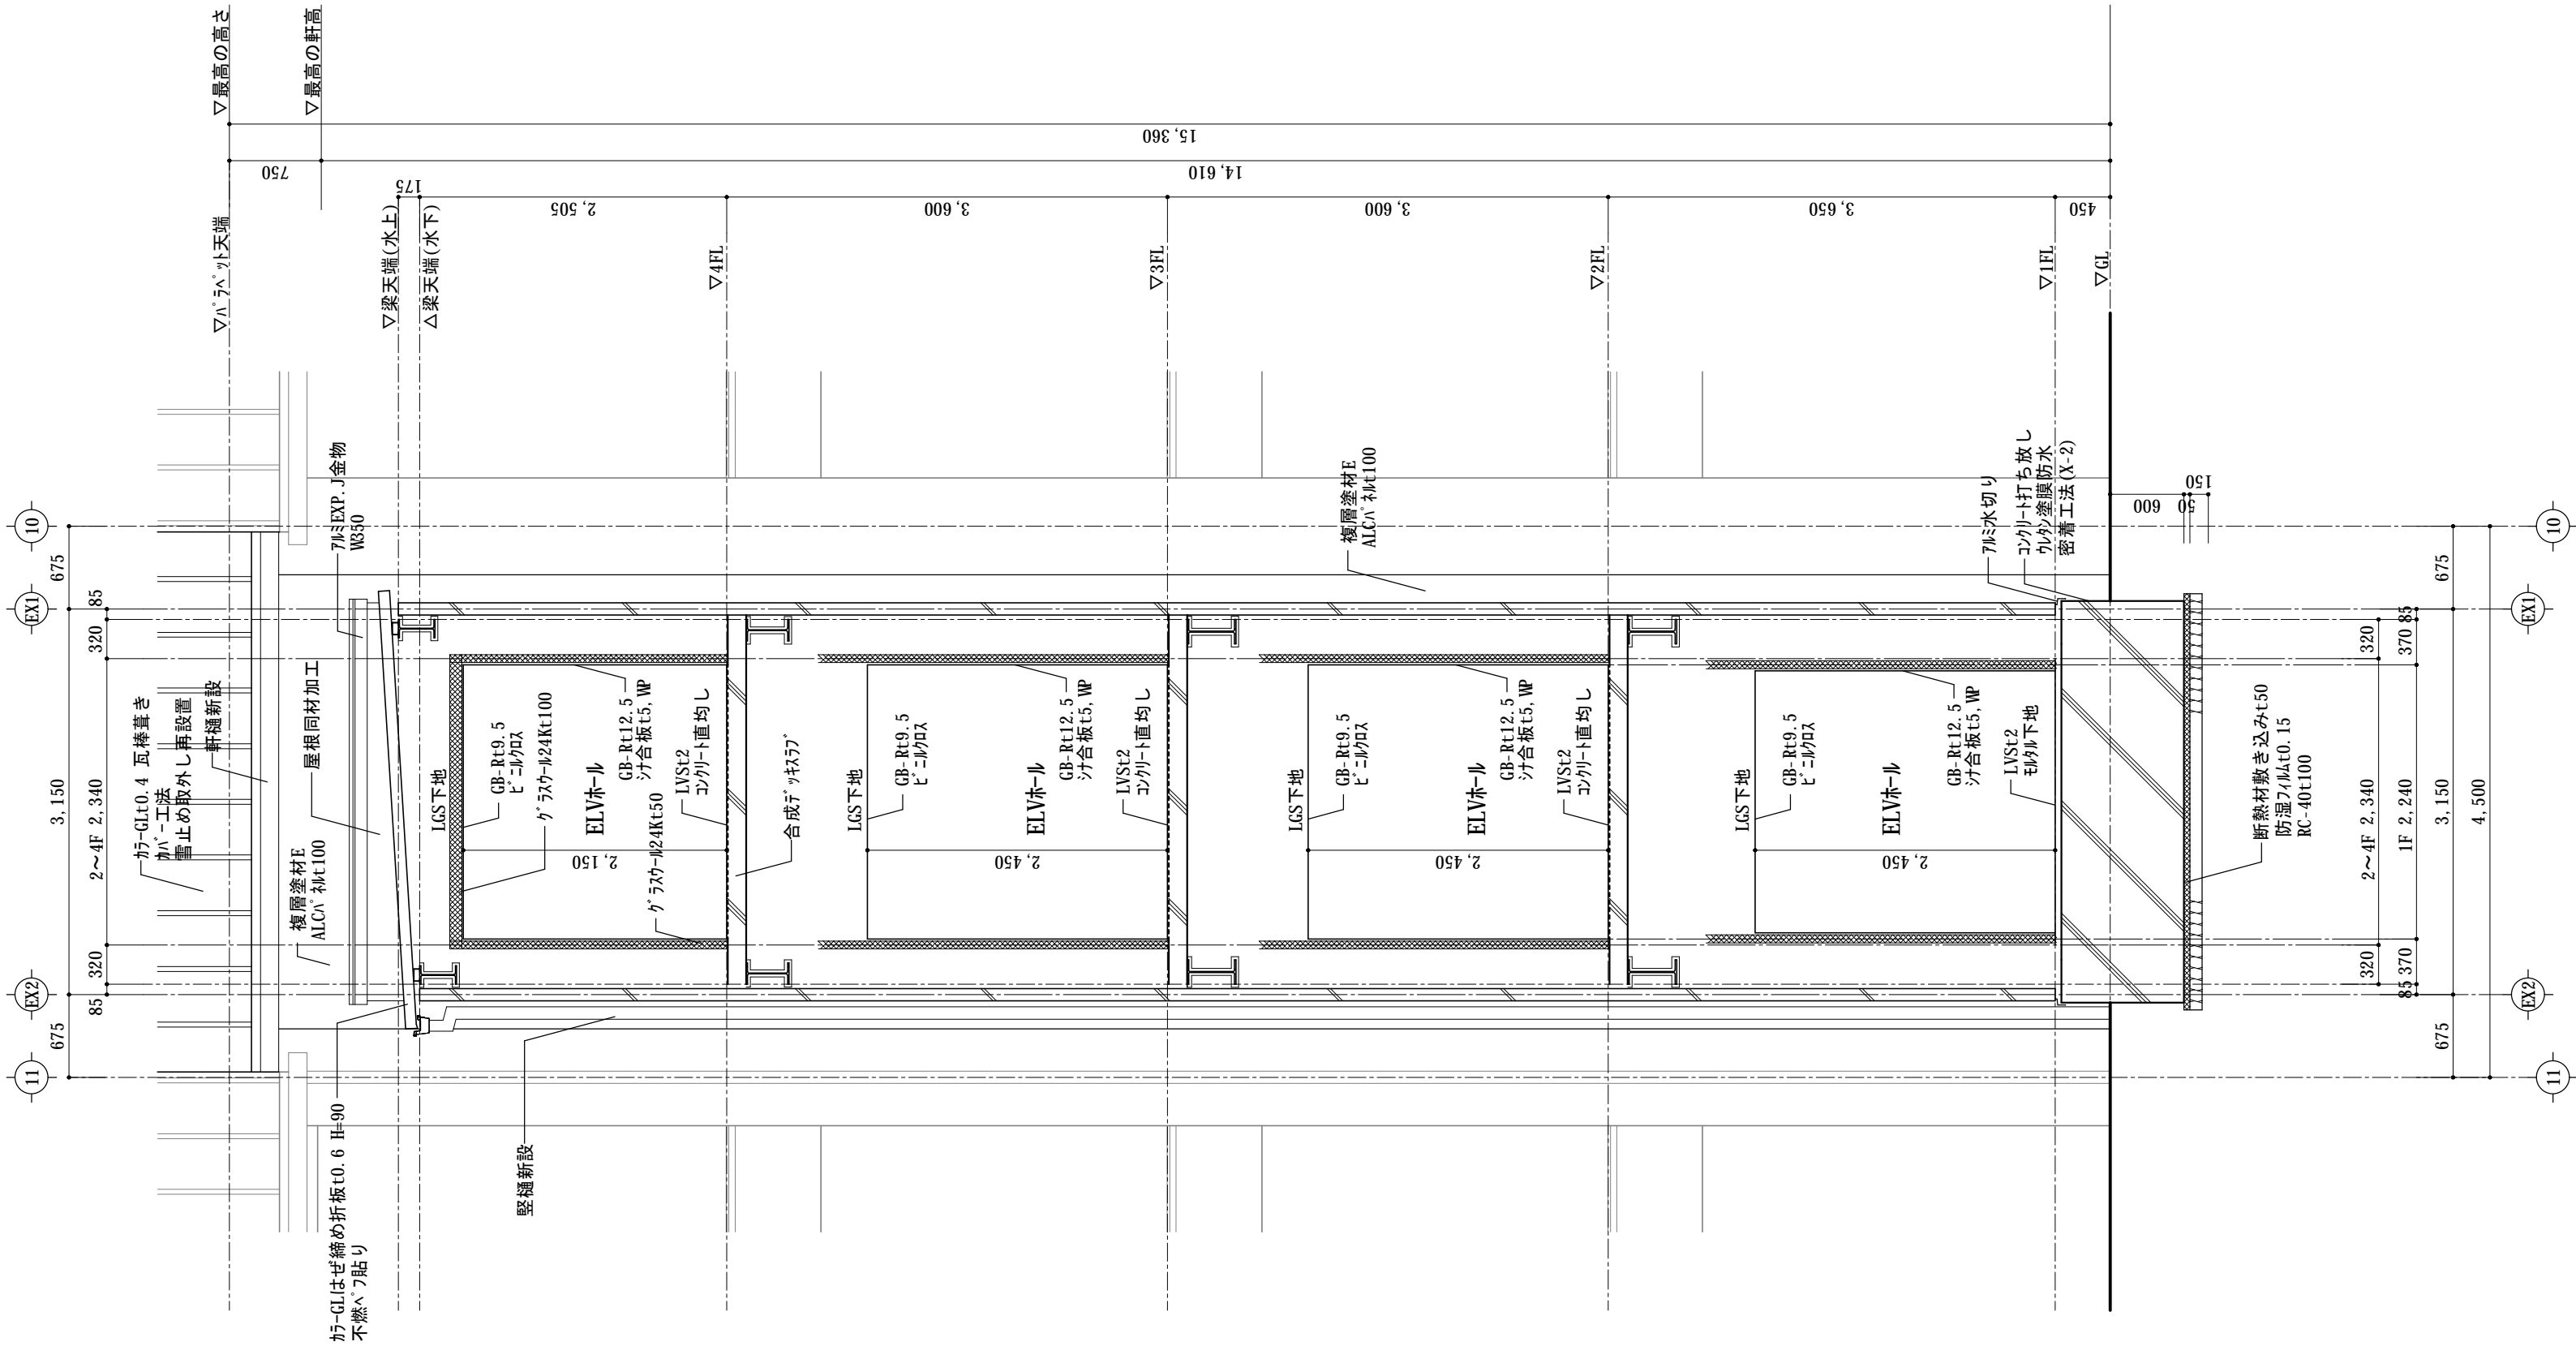 ▽最高の高さ
▽最高の軒高
15,360
750
14,610
175
2,505
3,600
3,600
3,650
450
▽ﾊﾟﾗﾍﾟｯﾄ天端
▽梁天端(水上)
△梁天端(水下)
▽4FL
▽3FL
▽2FL
▽1FL
▽GL
10
EX1
EX2
11
675
85
320
2～4F 2,340
320
85
675
3,150
ｱﾙﾐEXP.J金物
W350
ｶﾗｰGLt0.4 瓦棒葺き
ｶﾊﾞｰ工法
雪止め取外し再設置
軒樋新設
屋根同材加工
複層塗材E
ALCﾊﾟﾈﾙt100
ｶﾗｰGLはぜ締め折板t0.6 H=90
不燃ﾍﾟﾌ貼り
竪樋新設
LGS下地
GB-Rt9.5
ﾋﾞﾆﾙｸﾛｽ
ｸﾞﾗｽｳｰﾙ24Kt100
ELVホール
GB-Rt12.5
ｼﾅ合板t5,WP
LVSt2
ｺﾝｸﾘｰﾄ直均し
2,150
ｸﾞﾗｽｳｰﾙ24Kt50
合成ﾃﾞｯｷｽﾗﾌﾞ
LGS下地
GB-Rt9.5
ﾋﾞﾆﾙｸﾛｽ
ELVホール
GB-Rt12.5
ｼﾅ合板t5,WP
LVSt2
ｺﾝｸﾘｰﾄ直均し
2,450
複層塗材E
ALCﾊﾟﾈﾙt100
LGS下地
GB-Rt9.5
ﾋﾞﾆﾙｸﾛｽ
ELVホール
GB-Rt12.5
ｼﾅ合板t5,WP
LVSt2
ｺﾝｸﾘｰﾄ直均し
2,450
LGS下地
GB-Rt9.5
ﾋﾞﾆﾙｸﾛｽ
ELVホール
GB-Rt12.5
ｼﾅ合板t5,WP
LVSt2
ﾓﾙﾀﾙ下地
2,450
ｱﾙﾐ水切り
ｺﾝｸﾘｰﾄ打ち放し
ｳﾚﾀﾝ塗膜防水
密着工法(X-2)
600
50
150
断熱材敷き込みt50
防湿ﾌｨﾙﾑt0.15
RC-40t100
320
2～4F 2,340
320
85
370
1F 2,240
370
85
675
3,150
675
4,500
10
EX1
EX2
11